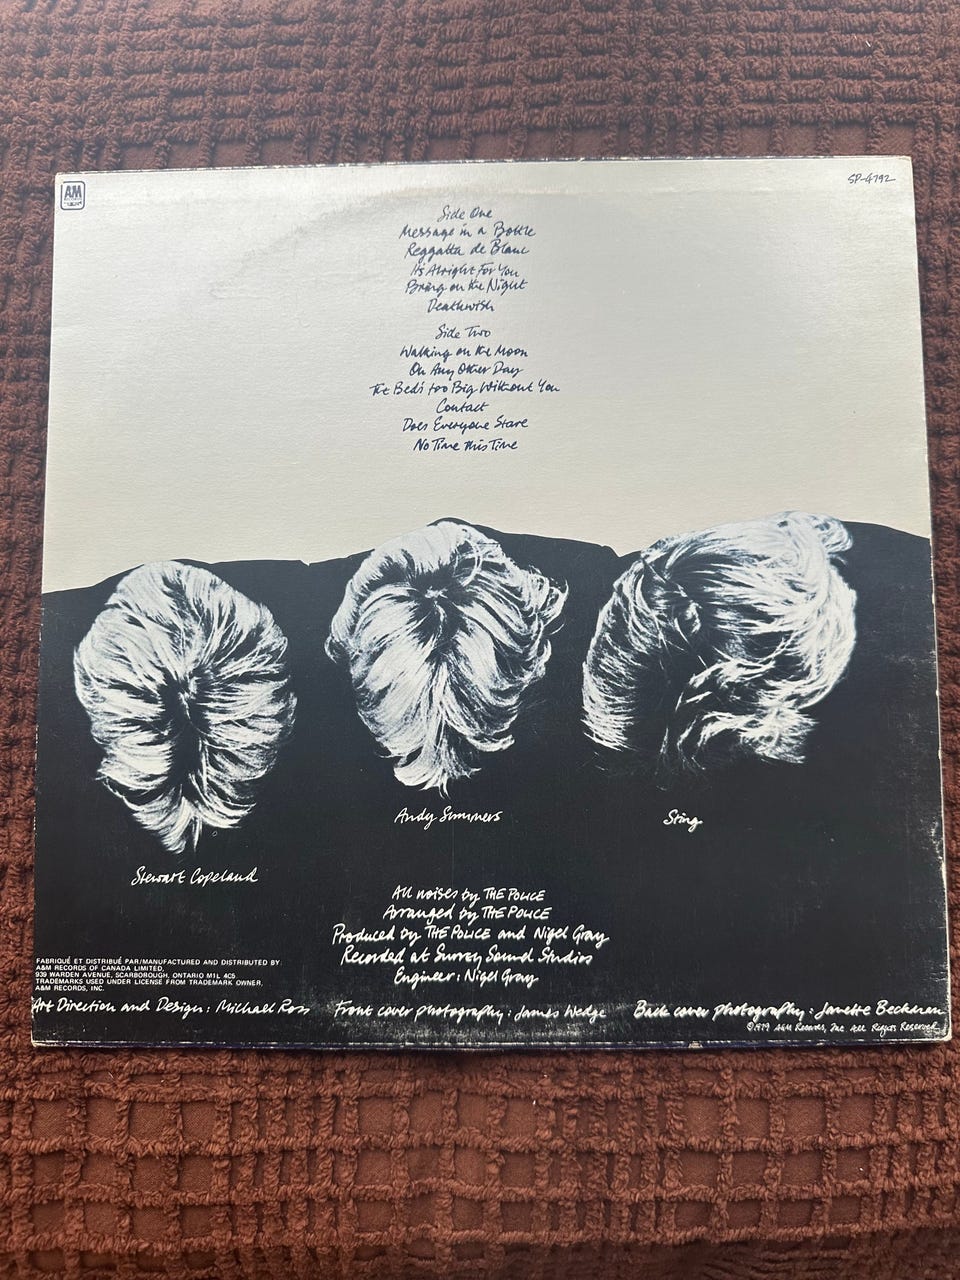 A&M
RECORDS
SP-4792
Side One
Message in a Bottle
Reggatta de Blanc
It's Alright For You
Bring on the Night
Deathwish
Side Two
Walking on the Moon
On Any Other Day
The Bed's too Big Without You
Contact
Does Everyone Stare
No Time this Time
Andy Summers
Sting
Stewart Copeland
All noises by THE POLICE
Arranged by THE POLICE
Produced by THE POLICE and Nigel Gray
Recorded at Surrey Sound Studios
Engineer: Nigel Gray
FABRIQUÉ ET DISTRIBUÉ PAR/MANUFACTURED AND DISTRIBUTED BY:
A&M RECORDS OF CANADA LIMITED,
939 WARDEN AVENUE, SCARBOROUGH, ONTARIO M1L 4C5
TRADEMARKS USED UNDER LICENSE FROM TRADEMARK OWNER,
A&M RECORDS, INC.
Art Direction and Design: Michael Ross Front cover photography: James Wedge Back cover photography: Janette Beckman
©1979 A&M Records, Inc All Rights Reserved